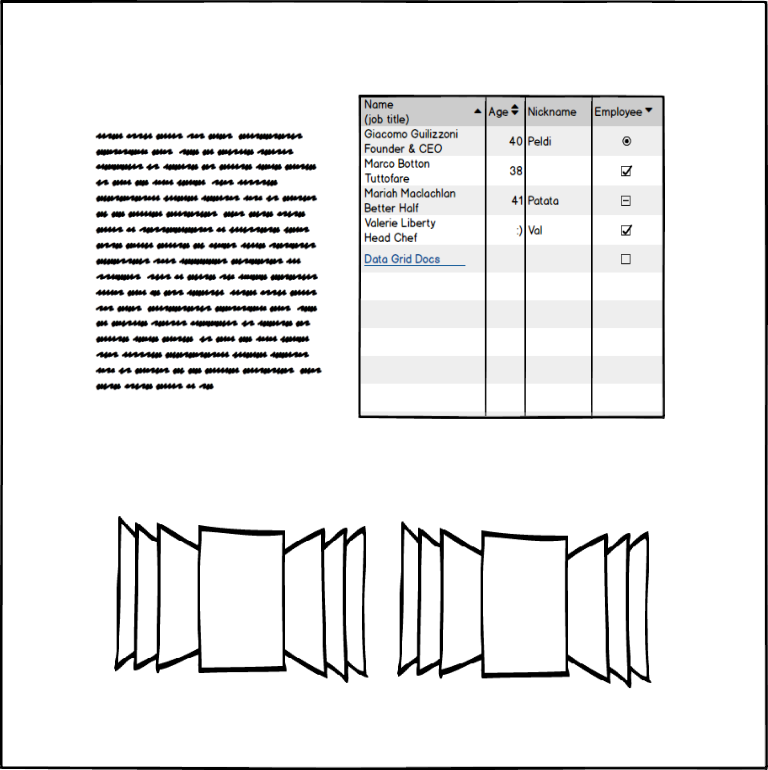 Name
(job title)
Age Nickname Employee
Giacomo Guilizzoni
Founder & CEO
40 Peldi
Marco Botton
Tuttofare
38
Mariah Maclachlan
Better Half
41 Patata
Valerie Liberty
Head Chef
:) Val
Data Grid Docs